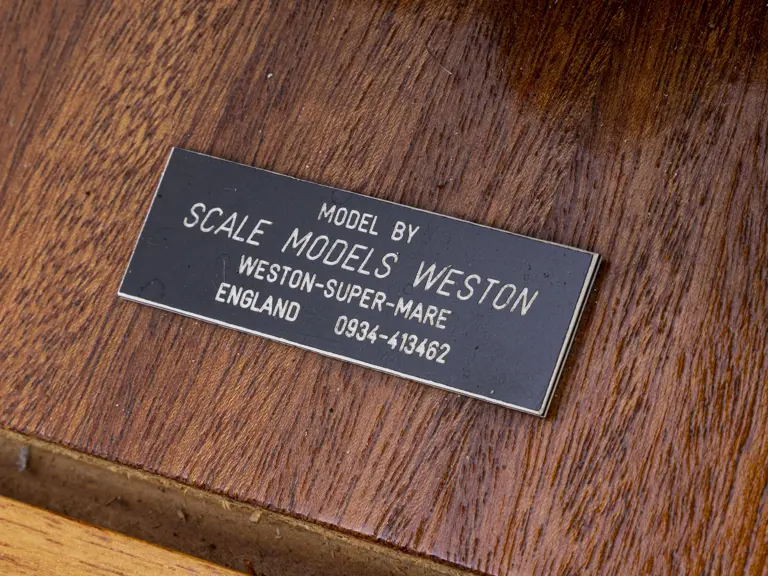 MODEL BY
SCALE MODELS WESTON
WESTON-SUPER-MARE
ENGLAND 0934-413462